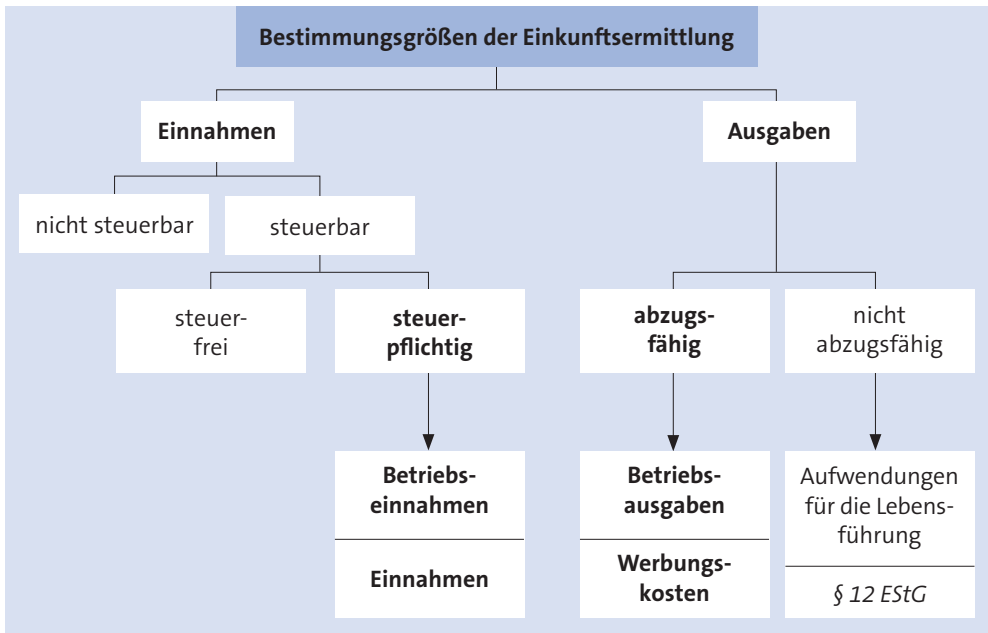 Bestimmungsgrößen der Einkunftsermittlung
Einnahmen
Ausgaben
nicht steuerbar
steuerbar
steuer-
frei
steuer-
pflichtig
abzugs-
fähig
nicht
abzugsfähig
Betriebs-
einnahmen
Einnahmen
Betriebs-
ausgaben
Werbungs-
kosten
Aufwendungen
für die Lebens-
führung
§ 12 EStG